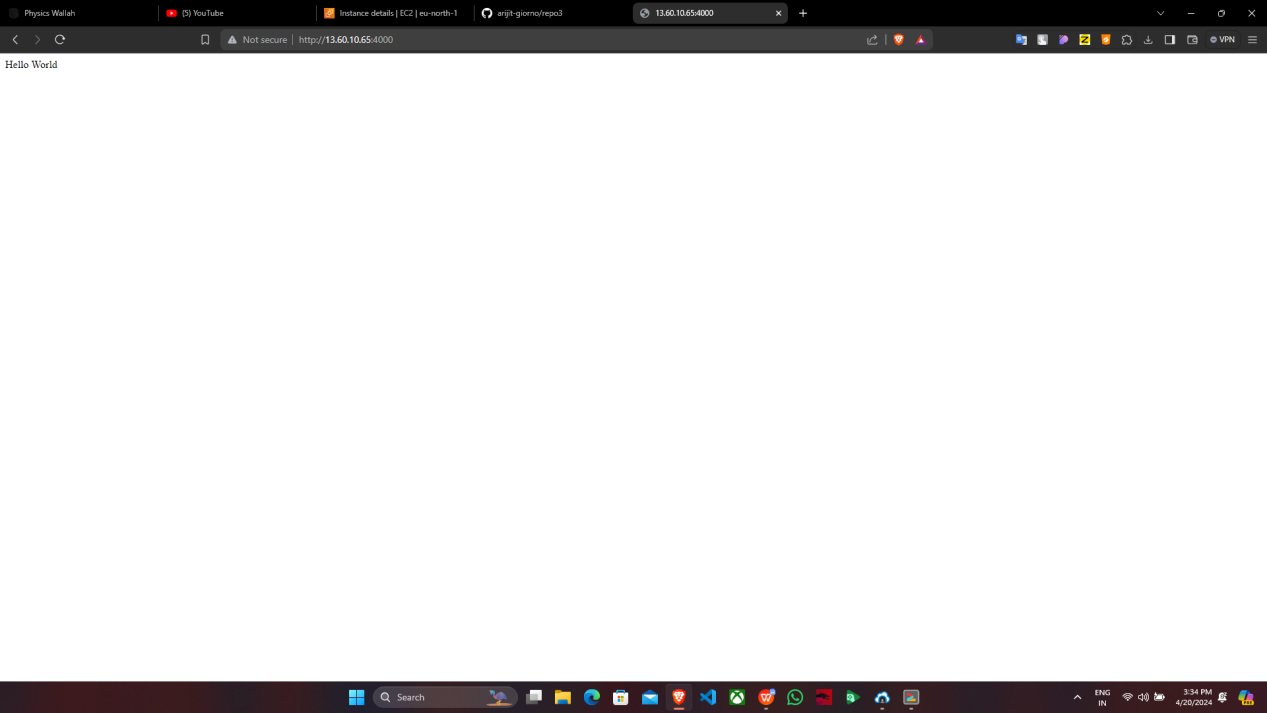 Physics Wallah
(5) YouTube
Instance details | EC2 | eu-north-1
arijit-giorno/repo3
13.60.10.65:4000
Not secure
http://13.60.10.65:4000
VPN
Hello World
Search
ENG
IN
3:34 PM
4/20/2024